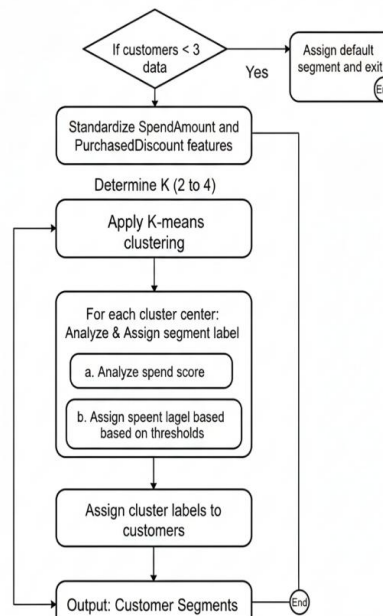 If customers < 3
data
Yes
Assign default
segment and exit
En
Standardize SpendAmount and
PurchasedDiscount features
Determine K (2 to 4)
Apply K-means
clustering
For each cluster center:
Analyze & Assign segment label
a. Analyze spend score
b. Assign speent lagel based
based on thresholds
Assign cluster labels to
customers
Output: Customer Segments
End